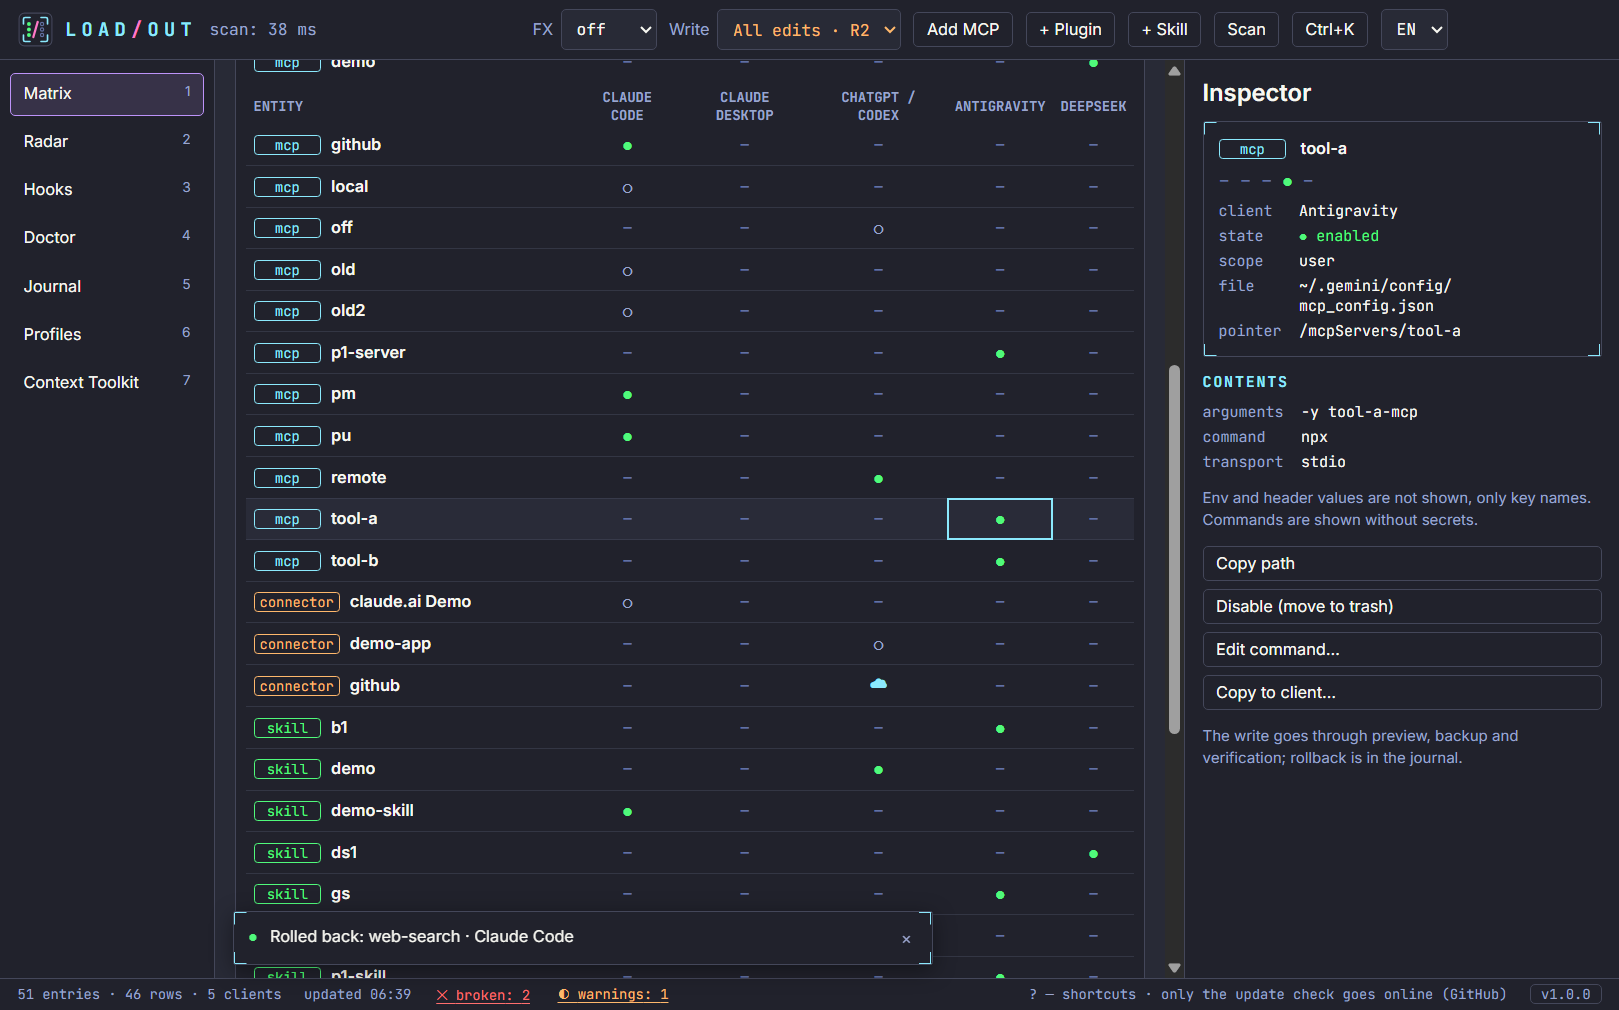 LOAD/OUT scan: 38 ms FX off Write All edits · R2 Add MCP + Plugin + Skill Scan Ctrl+K EN
Matrix 1
Radar 2
Hooks 3
Doctor 4
Journal 5
Profiles 6
Context Toolkit 7
mcp demo — — — — ●
ENTITY CLAUDE CODE CLAUDE DESKTOP CHATGPT / CODEX ANTIGRAVITY DEEPSEEK
mcp github ● — — — —
mcp local ○ — — — —
mcp off — — ○ — —
mcp old ○ — — — —
mcp old2 ○ — — — —
mcp p1-server — — — ● —
mcp pm ● — — — —
mcp pu ● — — — —
mcp remote — — ● — —
mcp tool-a — — — ● —
mcp tool-b — — — ● —
connector claude.ai Demo ○ — — — —
connector demo-app — — ○ — —
connector github — — — —
skill b1 — — — ● —
skill demo — — ● — —
skill demo-skill ● — — — —
skill ds1 — — — — ●
skill gs — — — ● —
● Rolled back: web-search · Claude Code ×
— —
skill p1-skill — — — ● —
Inspector
mcp tool-a
— — — ● —
client Antigravity
state ● enabled
scope user
file ~/.gemini/config/
mcp_config.json
pointer /mcpServers/tool-a
CONTENTS
arguments -y tool-a-mcp
command npx
transport stdio
Env and header values are not shown, only key names.
Commands are shown without secrets.
Copy path
Disable (move to trash)
Edit command...
Copy to client...
The write goes through preview, backup and
verification; rollback is in the journal.
51 entries · 46 rows · 5 clients updated 06:39 ╳ broken: 2 ◐ warnings: 1 ? — shortcuts · only the update check goes online (GitHub) v1.0.0